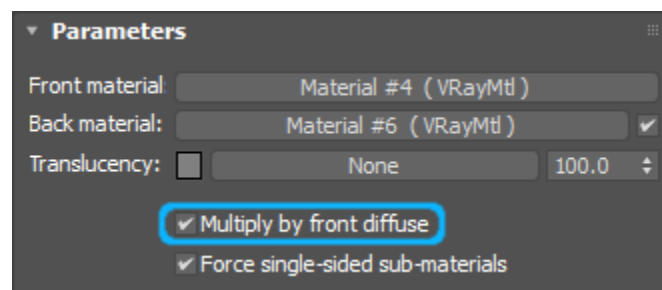 Parameters
Front material:
Material #4 ( VRayMtl )
Back material:
Material #6 ( VRayMtl )
Translucency:
None
100.0
Multiply by front diffuse
Force single-sided sub-materials